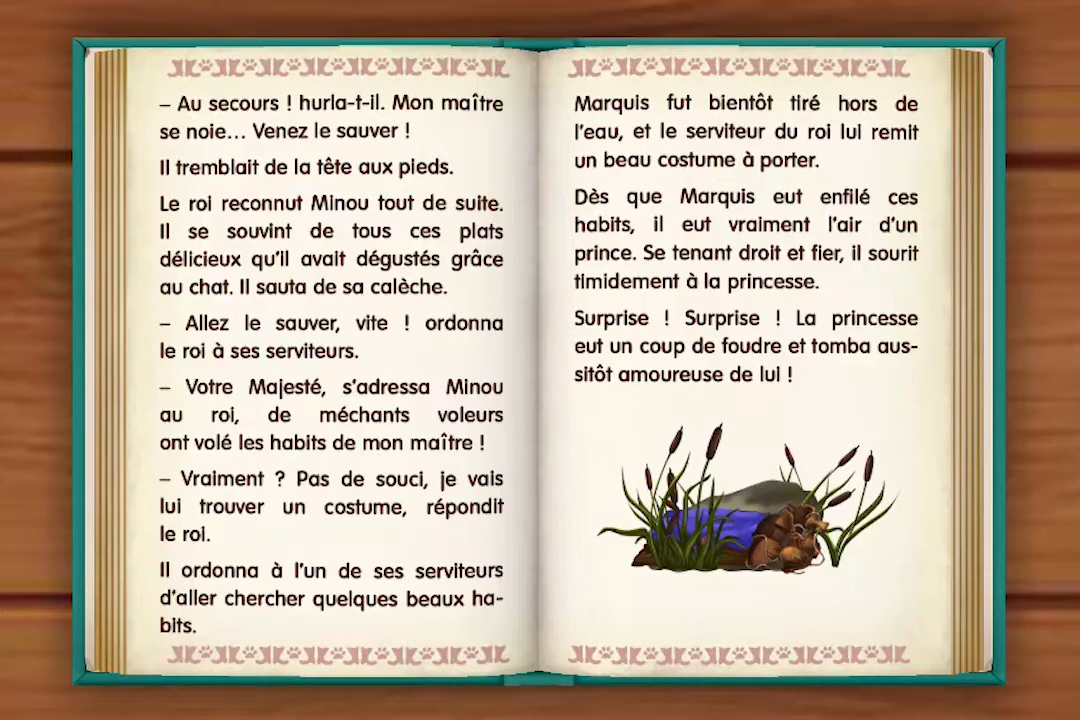 – Au secours ! hurla-t-il. Mon maître
se noie... Venez le sauver !
Il tremblait de la tête aux pieds.
Le roi reconnut Minou tout de suite.
Il se souvint de tous ces plats
délicieux qu'il avait dégustés grâce
au chat. Il sauta de sa calèche.
– Allez le sauver, vite ! ordonna
le roi à ses serviteurs.
– Votre Majesté, s'adressa Minou
au roi, de méchants voleurs
ont volé les habits de mon maître !
– Vraiment ? Pas de souci, je vais
lui trouver un costume, répondit
le roi.
Il ordonna à l'un de ses serviteurs
d'aller chercher quelques beaux ha-
bits.
Marquis fut bientôt tiré hors de
l'eau, et le serviteur du roi lui remit
un beau costume à porter.
Dès que Marquis eut enfilé ces
habits, il eut vraiment l'air d'un
prince. Se tenant droit et fier, il sourit
timidement à la princesse.
Surprise ! Surprise ! La princesse
eut un coup de foudre et tomba aus-
sitôt amoureuse de lui !